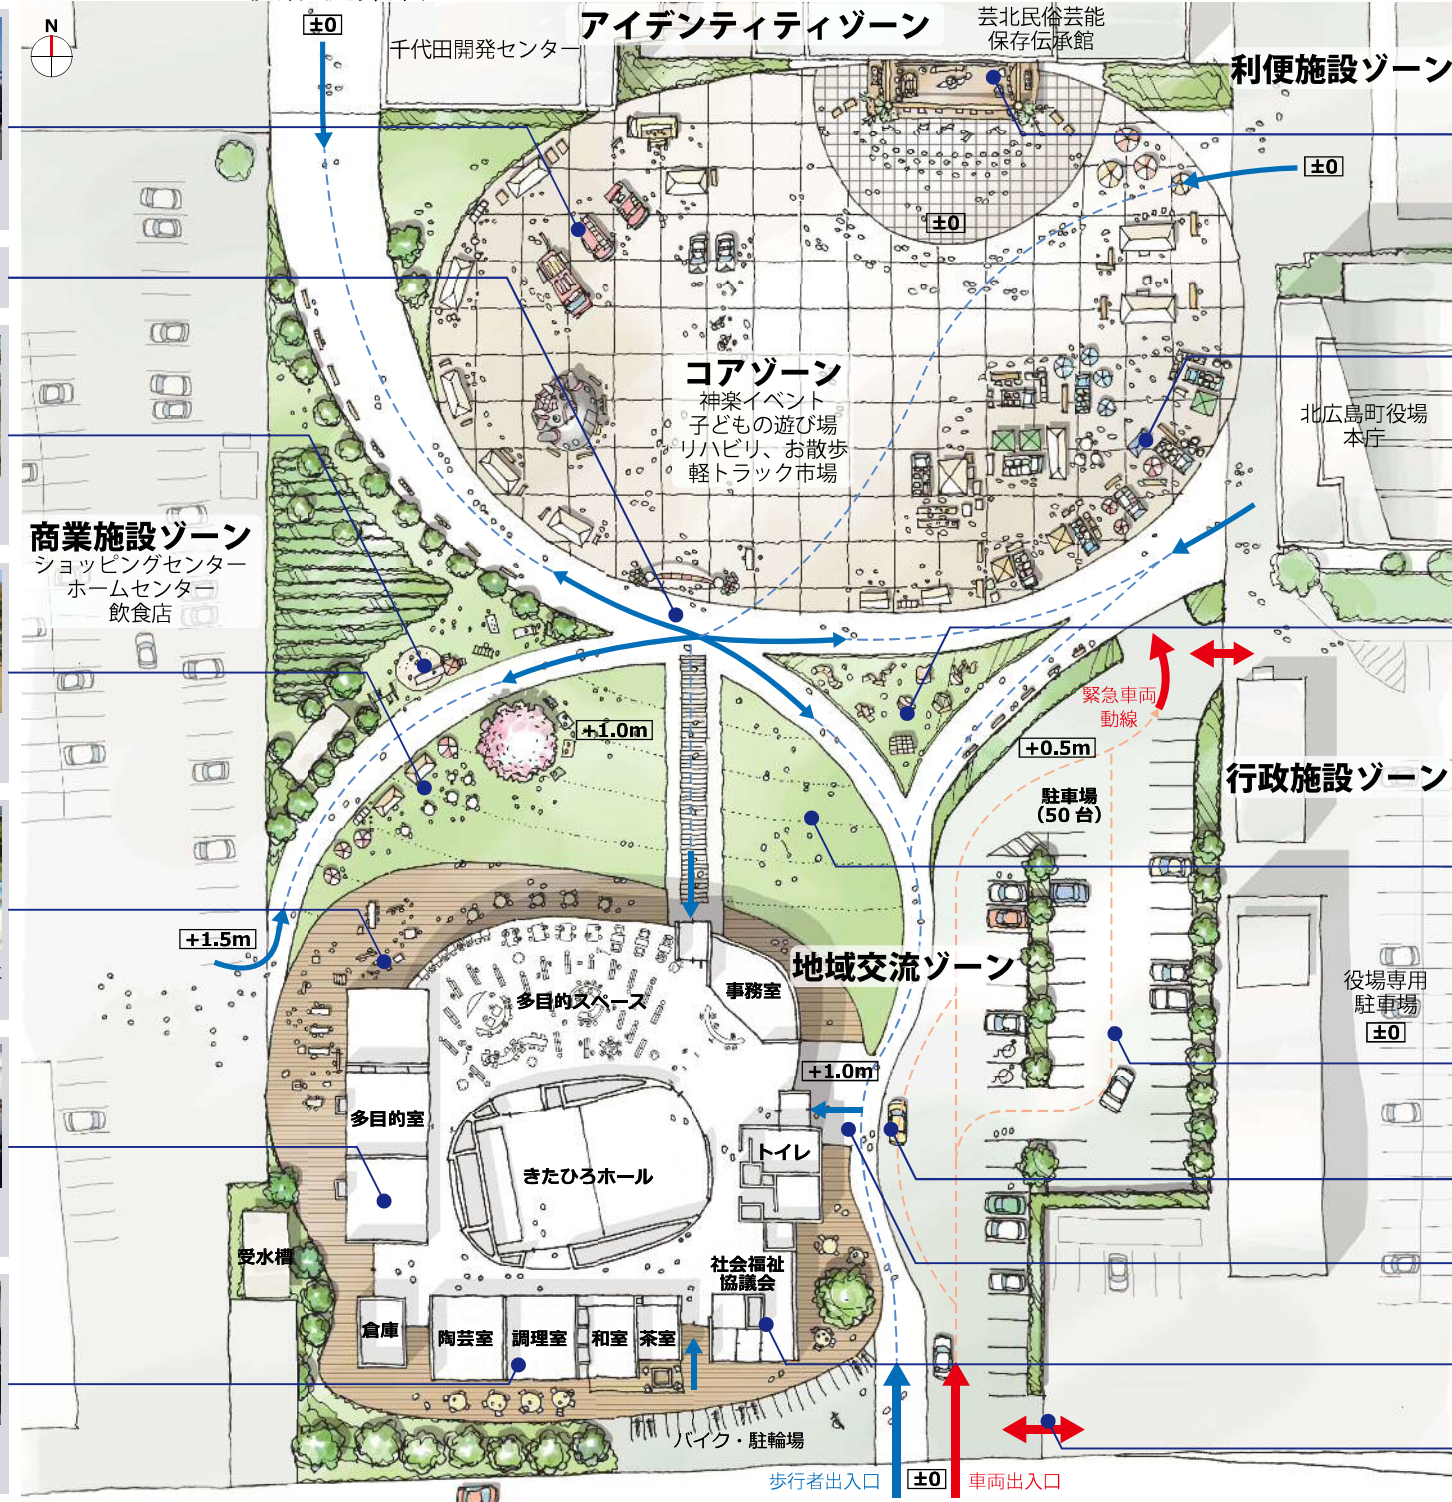 N
±0
千代田開発センター
アイデンティティゾーン
芸北民俗芸能
保存伝承館
利便施設ゾーン
±0
±0
コアゾーン
神楽イベント
子どもの遊び場
リハビリ、お散歩
軽トラック市場
北広島町役場
本庁
商業施設ゾーン
ショッピングセンター
ホームセンター
飲食店
緊急車両
動線
+1.0m
+0.5m
駐車場
（50 台）
行政施設ゾーン
+1.5m
地域交流ゾーン
多目的スペース
事務室
役場専用
駐車場
±0
+1.0m
多目的室
きたひろホール
トイレ
受水槽
社会福祉
協議会
倉庫
陶芸室
調理室
和室
茶室
バイク・駐輪場
歩行者出入口
±0
車両出入口